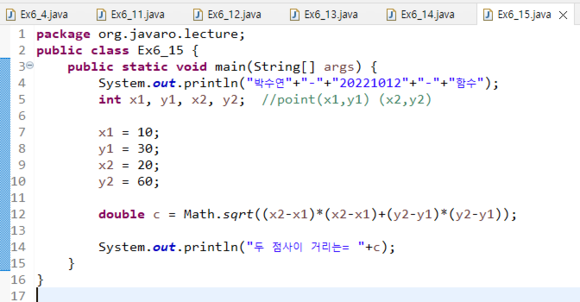 Ex6_4.java Ex6_11.java Ex6_12.java Ex6_13.java Ex6_14.java Ex6_15.java
1 package org.javaro.lecture;
2 public class Ex6_15 {
3 public static void main(String[] args) {
4 System.out.println("박수연"+"-"+"20221012"+"-"+"함수");
5 int x1, y1, x2, y2; //point(x1,y1) (x2,y2)
6
7 x1 = 10;
8 y1 = 30;
9 x2 = 20;
10 y2 = 60;
11
12 double c = Math.sqrt((x2-x1)*(x2-x1)+(y2-y1)*(y2-y1));
13
14 System.out.println("두 점사이 거리는= "+c);
15 }
16 }
17